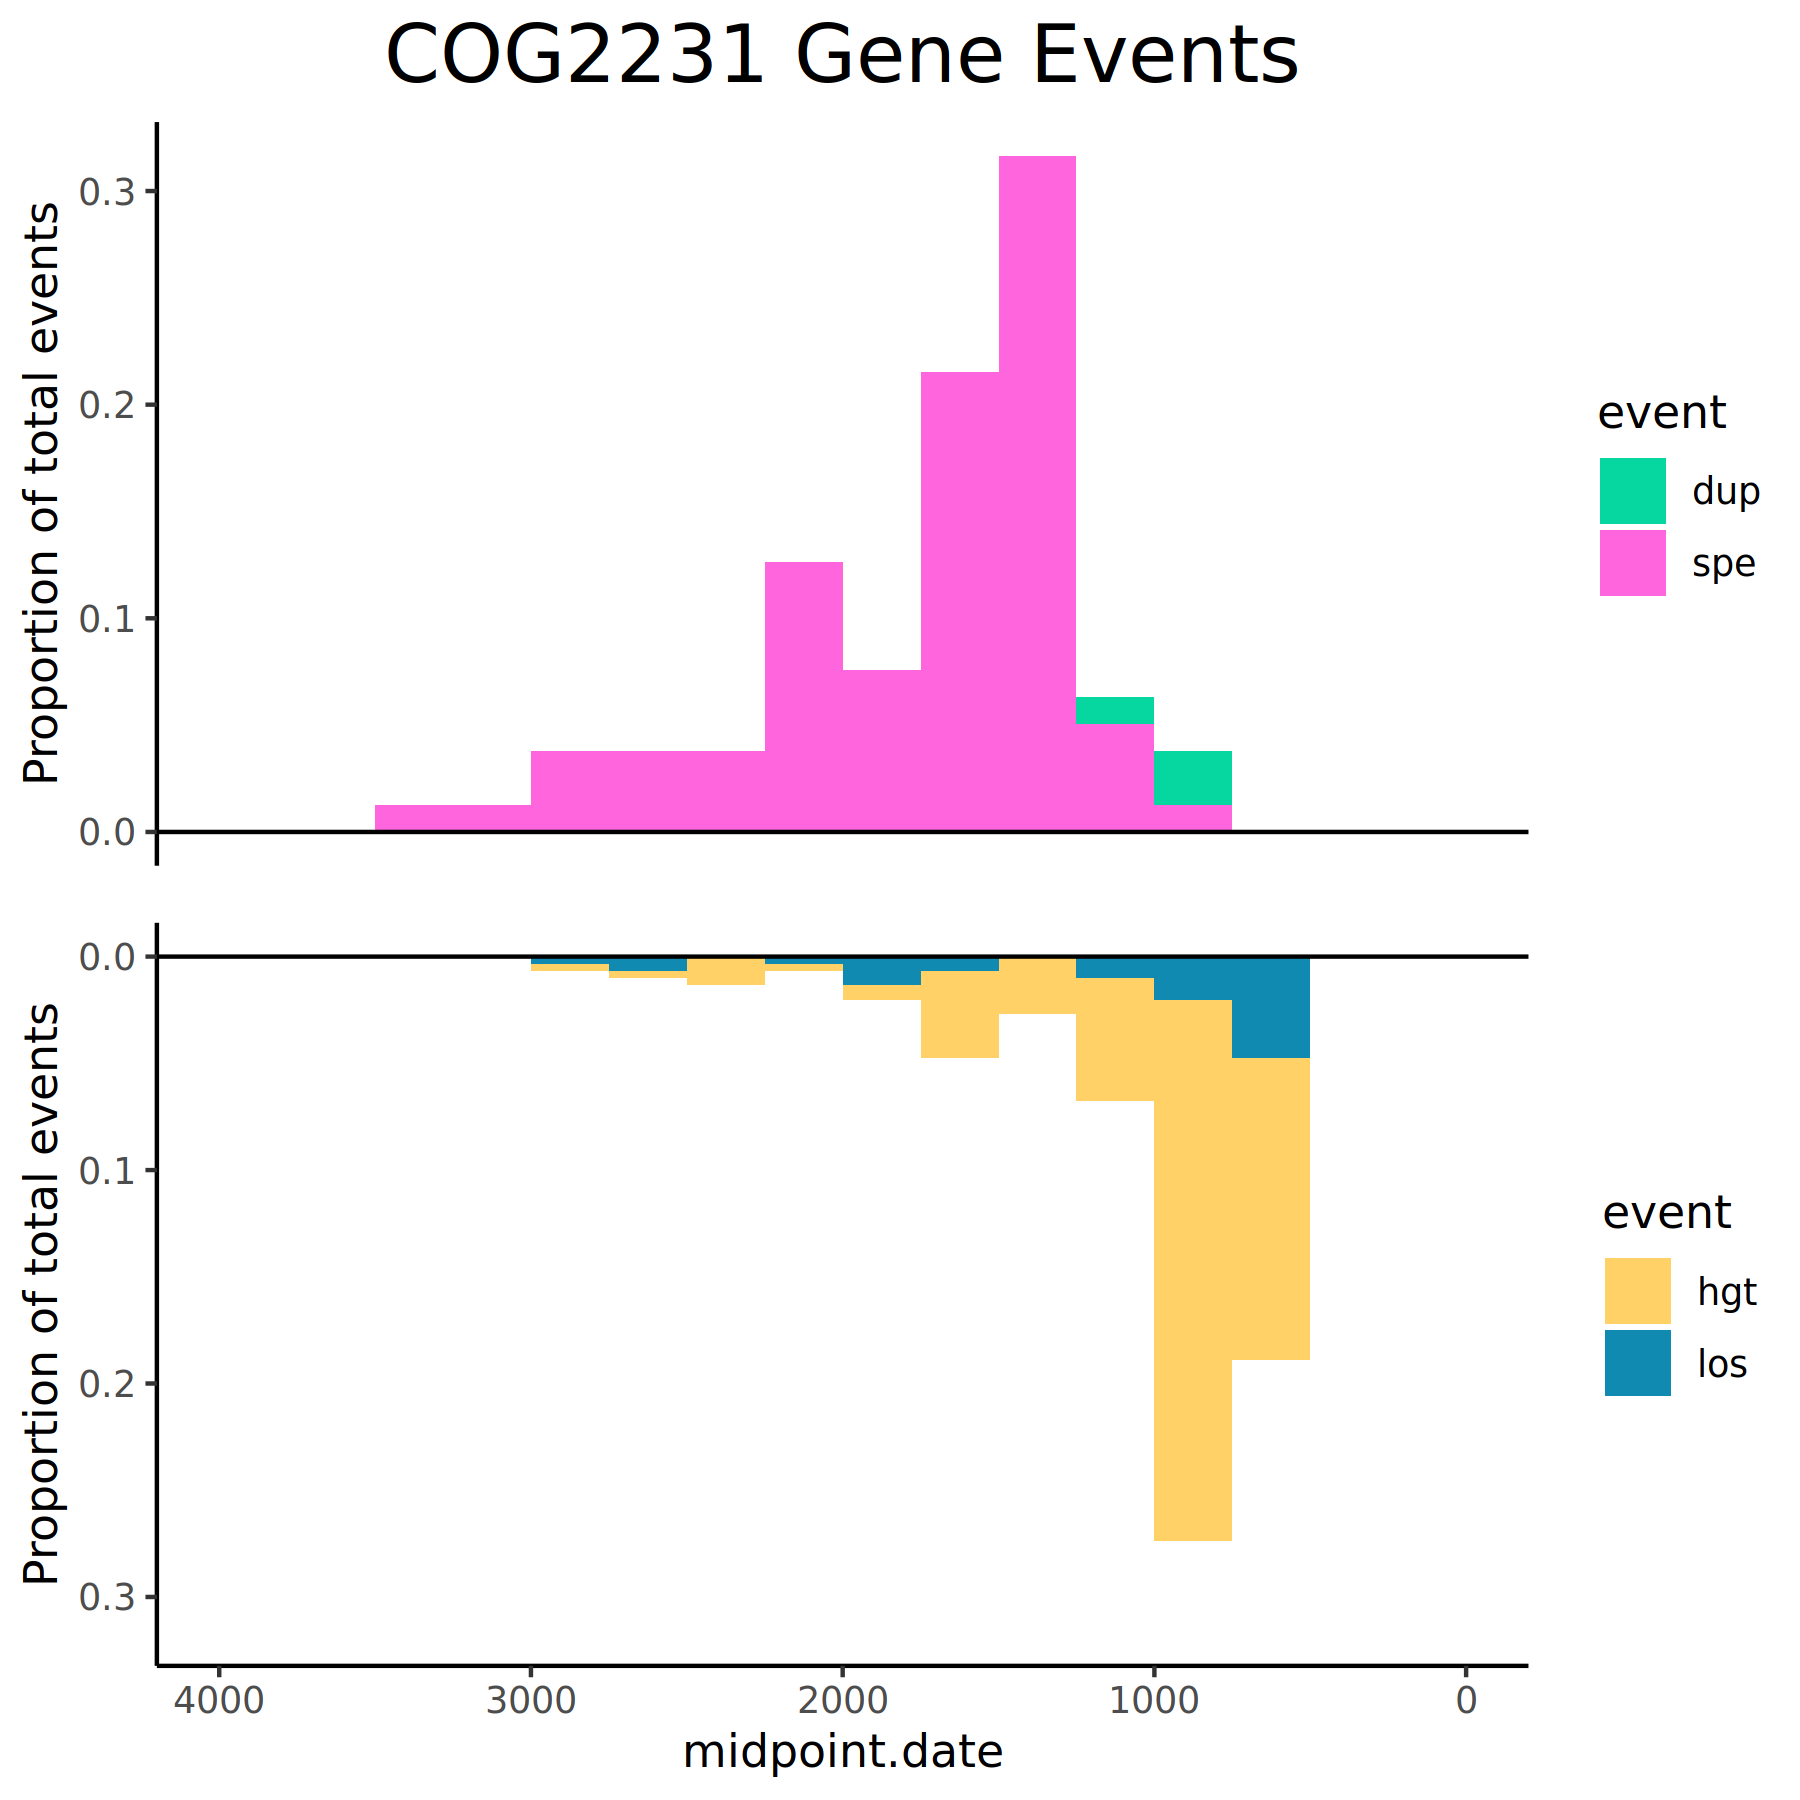 COG2231 Gene Events
Proportion of total events
0.3
0.2
0.1
0.0
event
dup
spe
Proportion of total events
0.0
0.1
0.2
0.3
event
hgt
los
4000 3000 2000 1000 0
midpoint.date